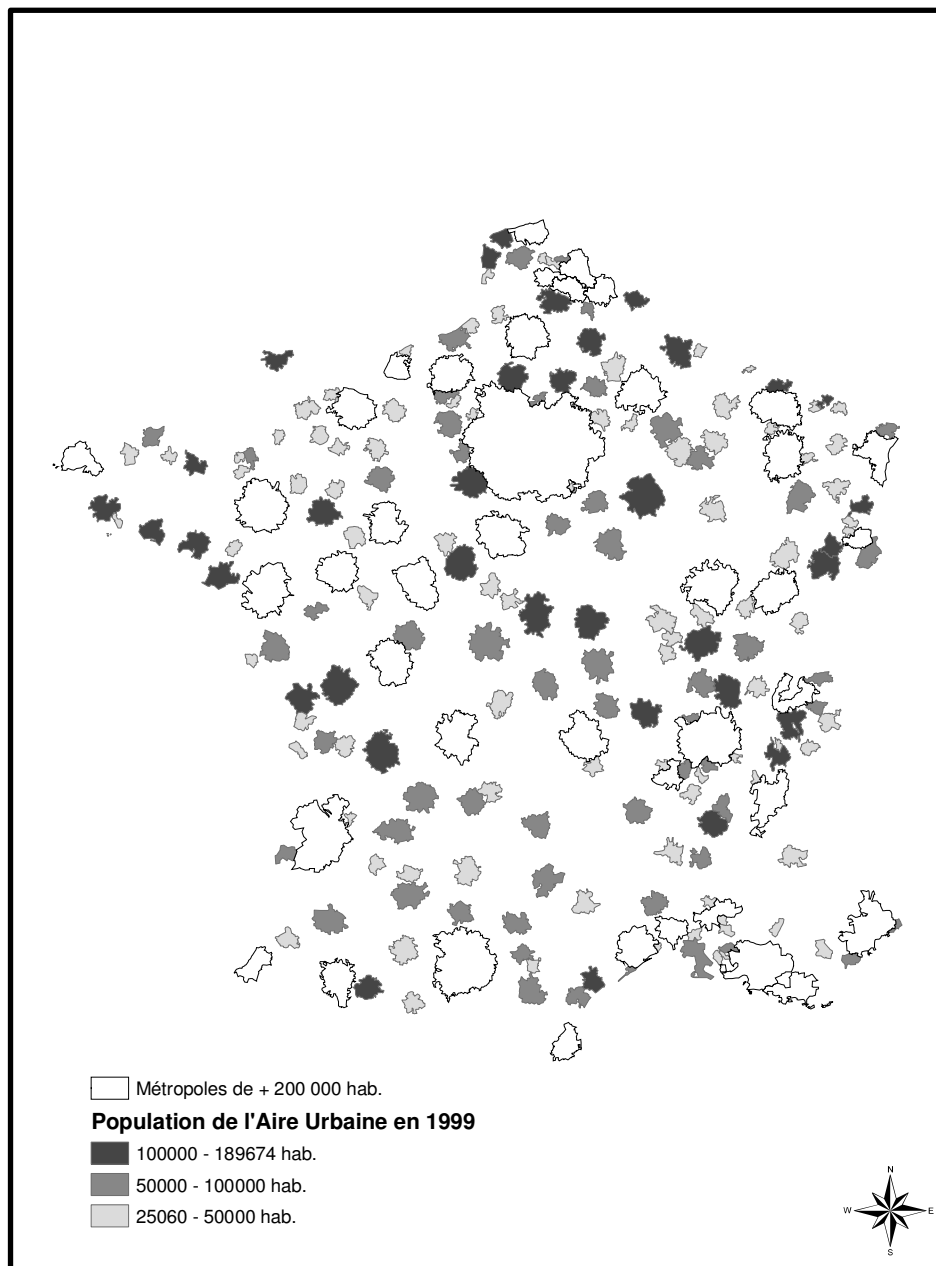 Métropoles de + 200 000 hab.
Population de l'Aire Urbaine en 1999
100000 - 189674 hab.
50000 - 100000 hab.
25060 - 50000 hab.
N
W E
S